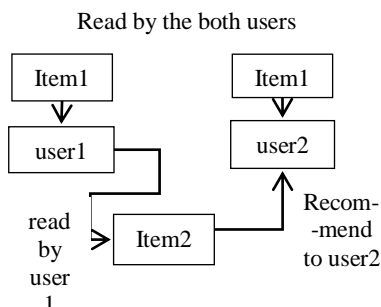 Read by the both users
Item1
Item1
user1
user2
read
by
user
1
Item2
Recom-
-mend
to user2